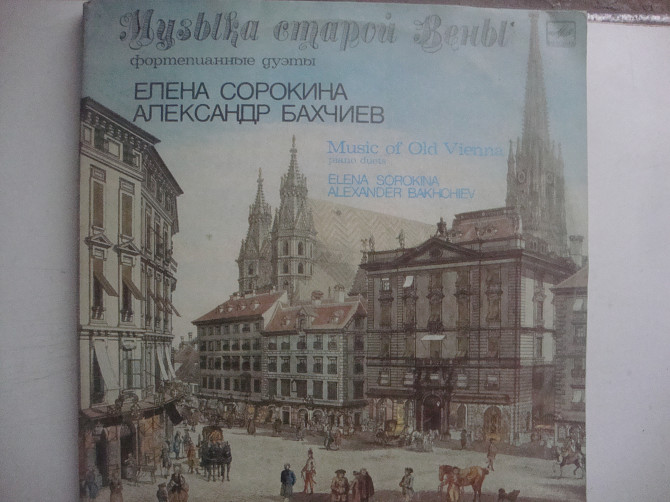 Музыка старой Вены
фортепианные дуэты
ЕЛЕНА СОРОКИНА
АЛЕКСАНДР БАХЧИЕВ
Music of Old Vienna
piano duets
ELENA SOROKINA
ALEXANDER BAKHCHIEV